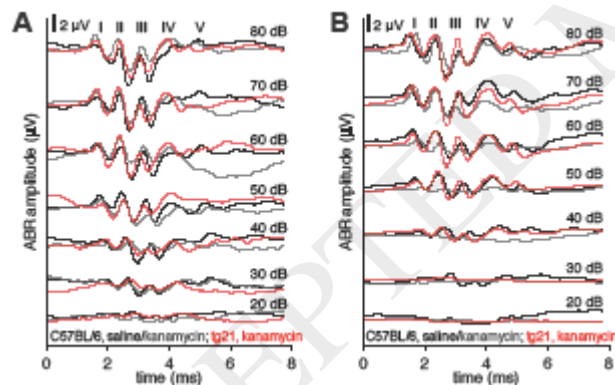 A
2 µV I II III IV V
80 dB
70 dB
60 dB
50 dB
40 dB
30 dB
20 dB
ABR amplitude (µV)
C57BL/6, saline/kanamycin; tg21, kanamycin
0 2 4 6 8
time (ms)
B
2 µV I II III IV V
80 dB
70 dB
60 dB
50 dB
40 dB
30 dB
20 dB
ABR amplitude (µV)
C57BL/6, saline/kanamycin; tg21, kanamycin
0 2 4 6 8
time (ms)
EPTED